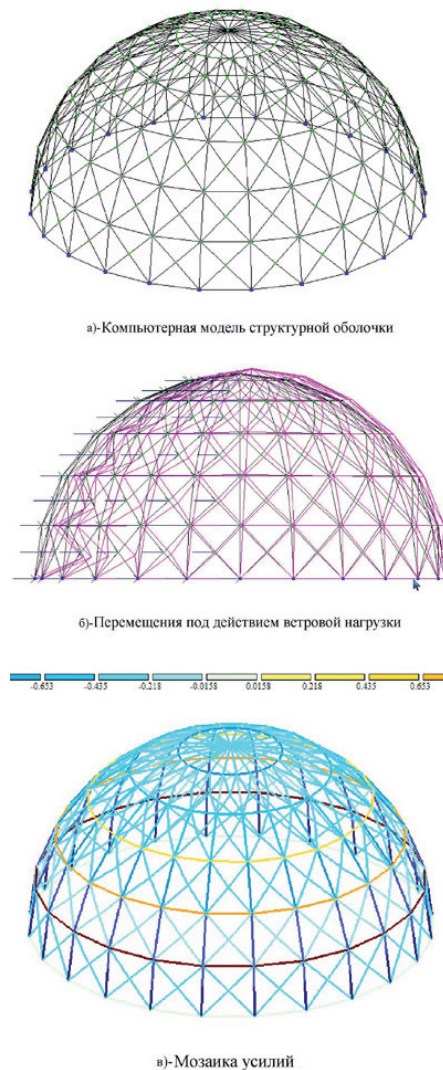 а)-Компьютерная модель структурной оболочки
б)-Перемещения под действием ветровой нагрузки
-0.653 -0.435 -0.218 -0.0158 0.0158 0.218 0.435 0.653
в)-Мозаика усилий